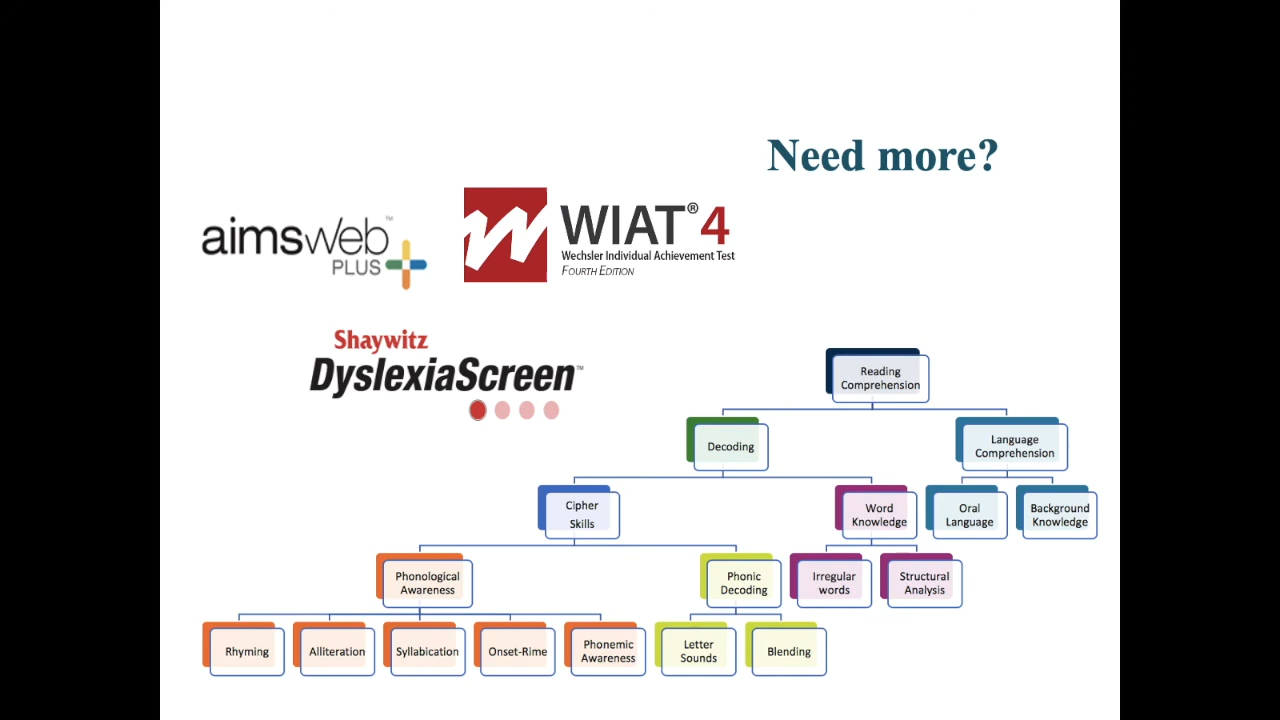 Need more?
aimsweb™
PLUS
WIAT®4
Wechsler Individual Achievement Test
FOURTH EDITION
Shaywitz
DyslexiaScreen™
Reading
Comprehension
Decoding
Language
Comprehension
Cipher
Skills
Word
Knowledge
Oral
Language
Background
Knowledge
Phonological
Awareness
Phonic
Decoding
Irregular
words
Structural
Analysis
Rhyming
Alliteration
Syllabication
Onset-Rime
Phonemic
Awareness
Letter
Sounds
Blending